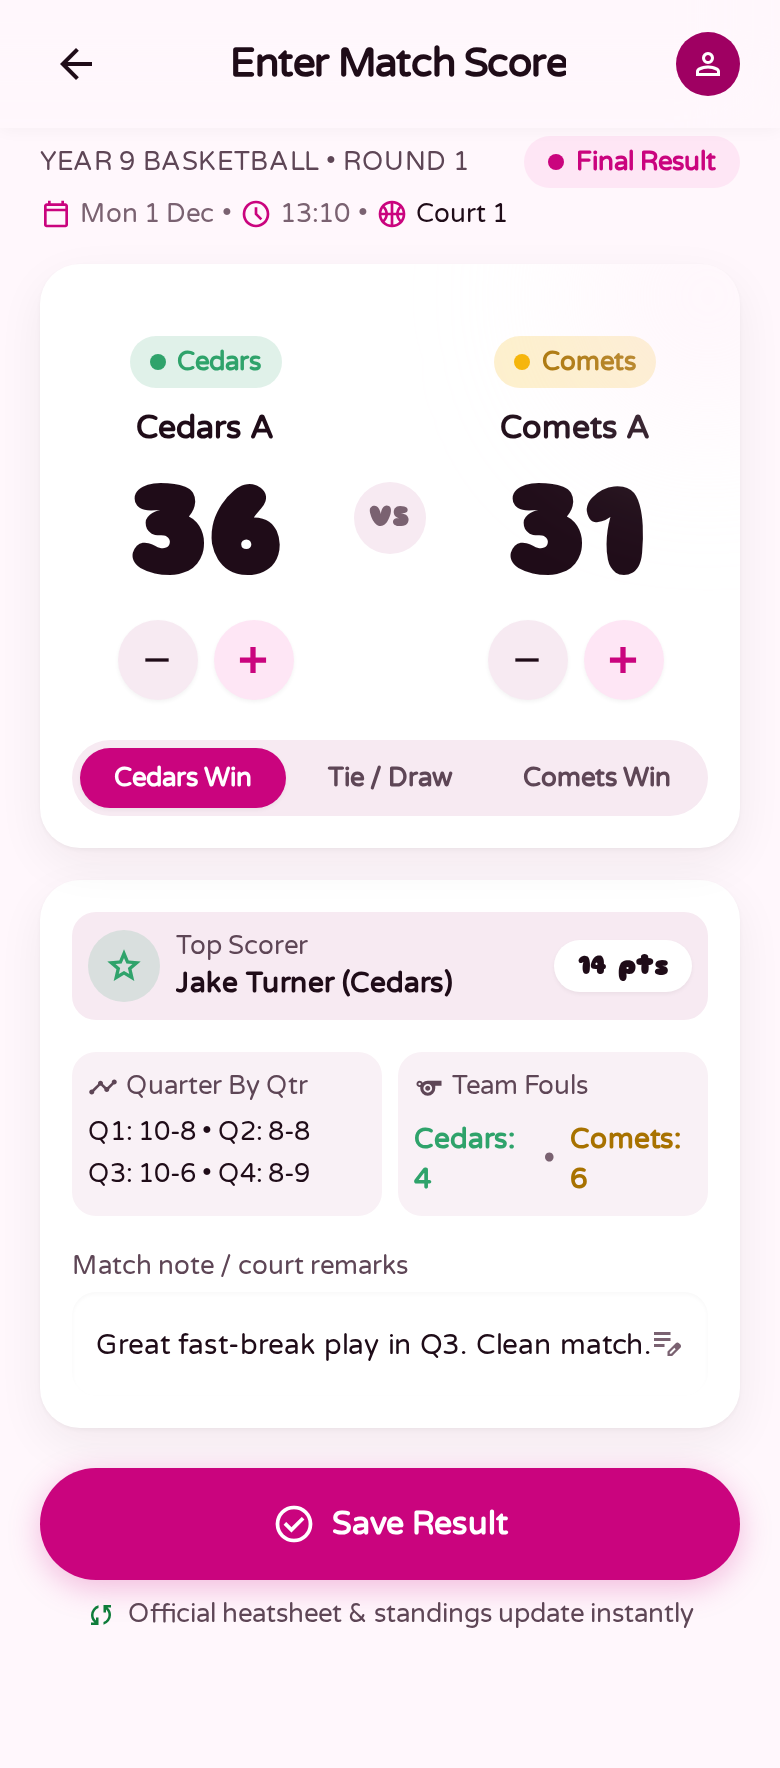 Enter Match Score
YEAR 9 BASKETBALL • ROUND 1
Final Result
Mon 1 Dec • 13:10 • Court 1
Cedars
Comets
Cedars A
Comets A
36
vs
31
− +
− +
Cedars Win
Tie / Draw
Comets Win
Top Scorer
Jake Turner (Cedars)
14 pts
Quarter By Qtr
Q1: 10-8 • Q2: 8-8
Q3: 10-6 • Q4: 8-9
Team Fouls
Cedars: 4 • Comets: 6
Match note / court remarks
Great fast-break play in Q3. Clean match.
Save Result
Official heatsheet & standings update instantly